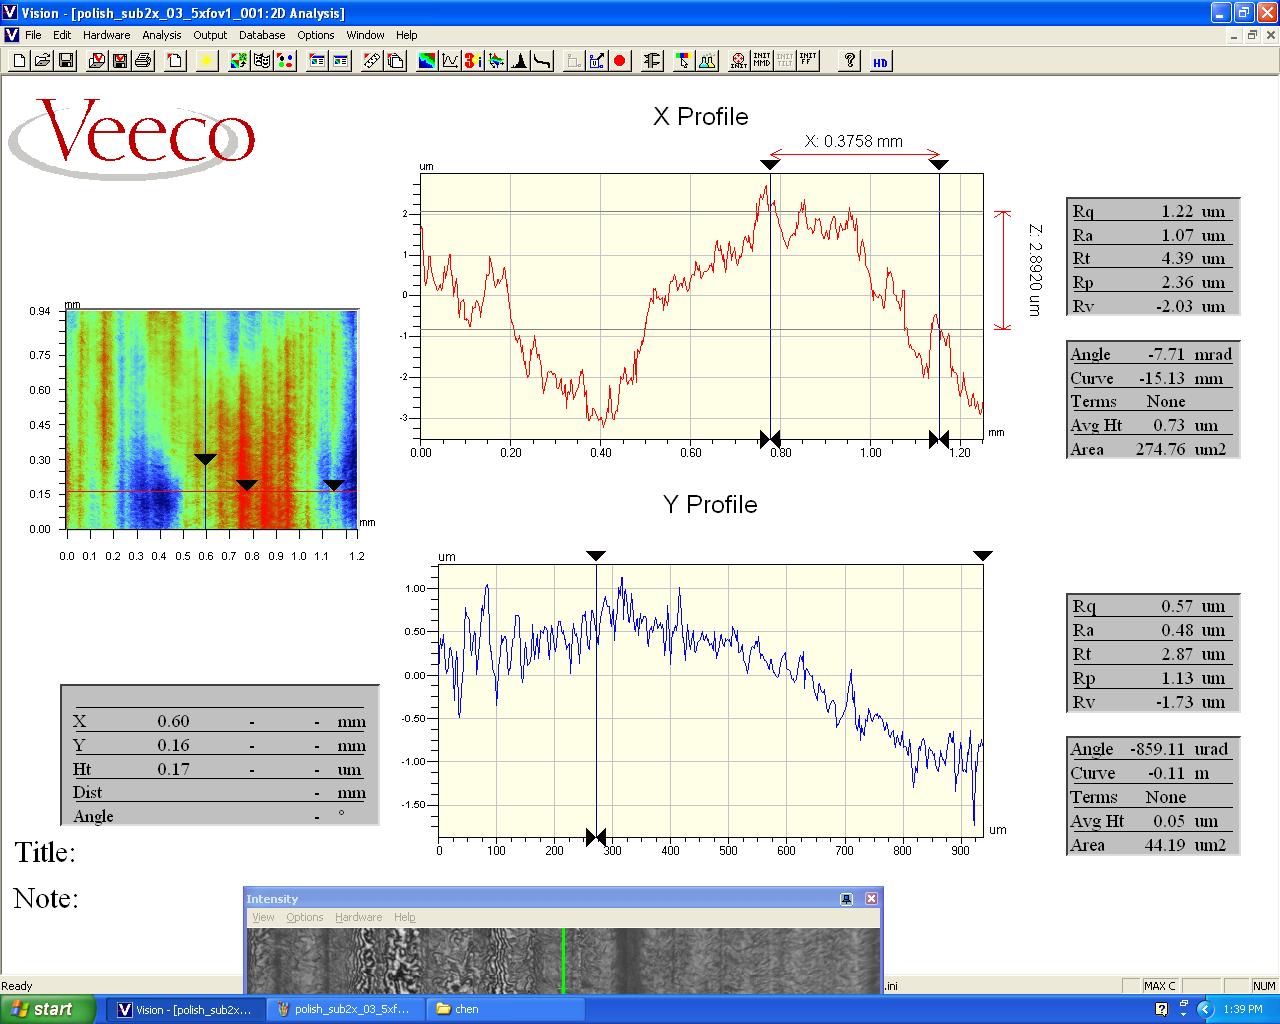 Vision - [polish_sub2x_03_5xfov1_001:2D Analysis]
File Edit Hardware Analysis Output Database Options Window Help
INIT INIT MMD INIT TILT INIT FF ? HD
Veeco
X Profile
X: 0.3758 mm
um
2
1
0
-1
-2
-3
0.00 0.20 0.40 0.60 0.80 1.00 1.20
mm
Z: 2.8920 um
Rq 1.22 um
Ra 1.07 um
Rt 4.39 um
Rp 2.36 um
Rv -2.03 um
Angle -7.71 mrad
Curve -15.13 mm
Terms None
Avg Ht 0.73 um
Area 274.76 um2
mm
0.94
0.75
0.60
0.45
0.30
0.15
0.00
mm
0.0 0.1 0.2 0.3 0.4 0.5 0.6 0.7 0.8 0.9 1.0 1.1 1.2
Y Profile
um
1.00
0.50
0.00
-0.50
-1.00
-1.50
um
0 100 200 300 400 500 600 700 800 900
Rq 0.57 um
Ra 0.48 um
Rt 2.87 um
Rp 1.13 um
Rv -1.73 um
Angle -859.11 urad
Curve -0.11 m
Terms None
Avg Ht 0.05 um
Area 44.19 um2
X 0.60 - - mm
Y 0.16 - - mm
Ht 0.17 - - um
Dist - mm
Angle - °
Title:
Note:
Intensity
View Options Hardware Help
Ready .ini MAX C NUM
start Vision - [polish_sub2x... polish_sub2x_03_5xf... chen 1:39 PM